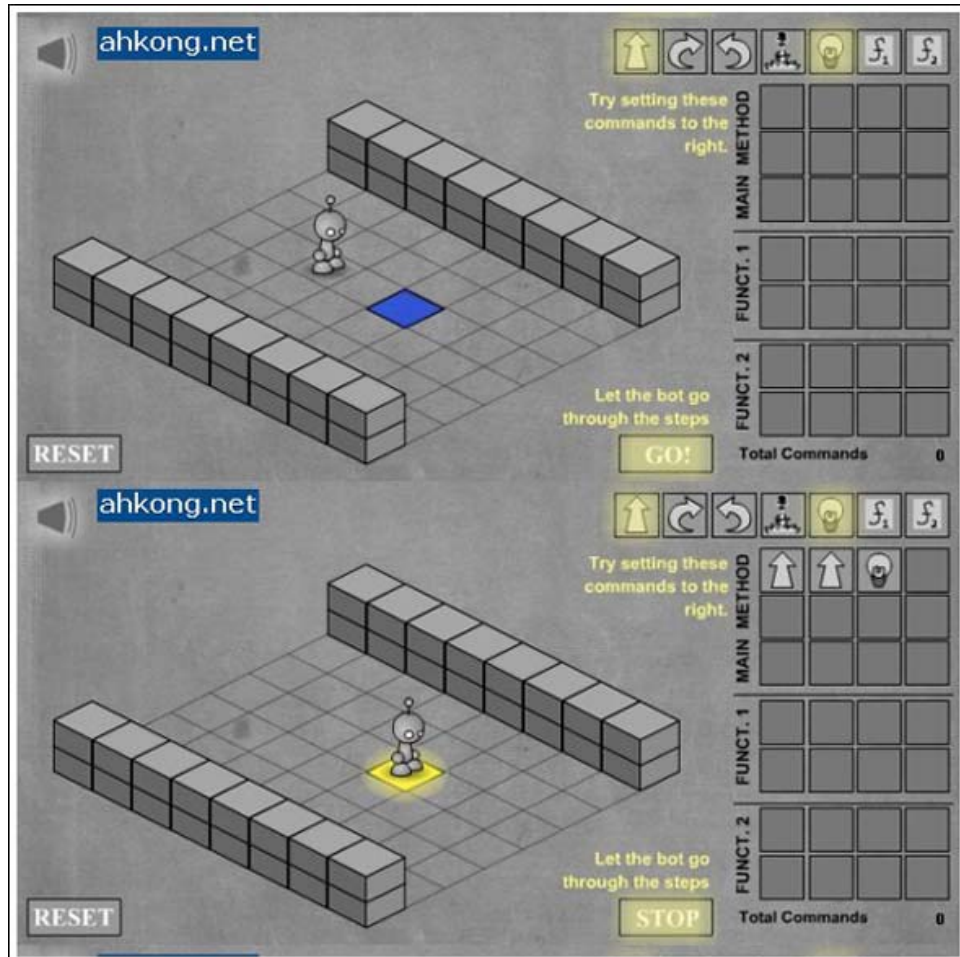 ahkong.net
Try setting these
commands to the
right.
MAIN METHOD
FUNCT. 1
FUNCT. 2
Let the bot go
through the steps
RESET
GO!
Total Commands 0
ahkong.net
Try setting these
commands to the
right.
MAIN METHOD
FUNCT. 1
FUNCT. 2
Let the bot go
through the steps
RESET
STOP
Total Commands 0